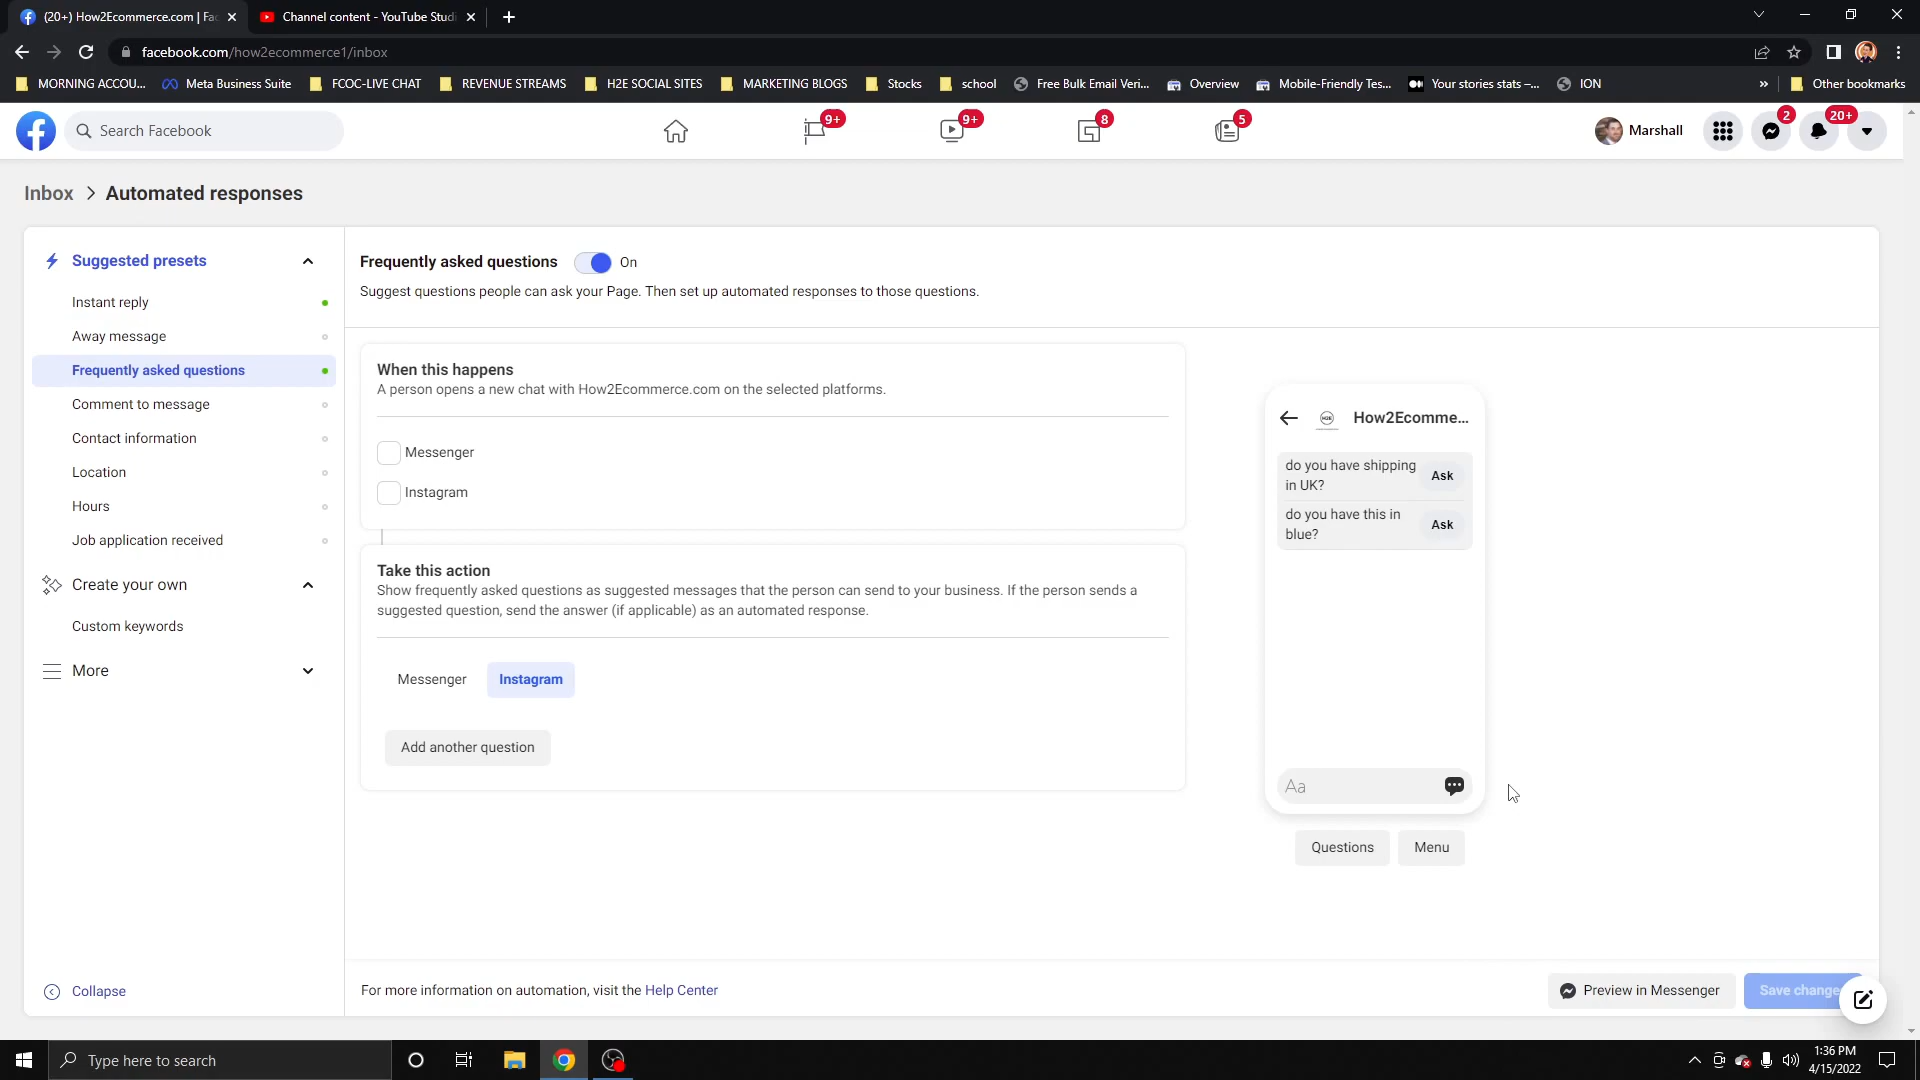 (20+) How2Ecommerce.com | Fac
Channel content - YouTube Studi
facebook.com/how2ecommerce1/inbox
MORNING ACCOU...
Meta Business Suite
FCOC-LIVE CHAT
REVENUE STREAMS
H2E SOCIAL SITES
MARKETING BLOGS
Stocks
school
Free Bulk Email Veri...
Overview
Mobile-Friendly Tes...
Your stories stats –...
ION
»
Other bookmarks
Search Facebook
9+
9+
8
5
Marshall
2
20+
Inbox > Automated responses
Suggested presets
Instant reply
Away message
Frequently asked questions
Comment to message
Contact information
Location
Hours
Job application received
Create your own
Custom keywords
More
Collapse
Frequently asked questions On
Suggest questions people can ask your Page. Then set up automated responses to those questions.
When this happens
A person opens a new chat with How2Ecommerce.com on the selected platforms.
Messenger
Instagram
Take this action
Show frequently asked questions as suggested messages that the person can send to your business. If the person sends a
suggested question, send the answer (if applicable) as an automated response.
Messenger Instagram
Add another question
H2E
How2Ecomme...
do you have shipping
in UK?
Ask
do you have this in
blue?
Ask
Aa
Questions
Menu
For more information on automation, visit the Help Center
Preview in Messenger
Save change
Type here to search
1:36 PM
4/15/2022